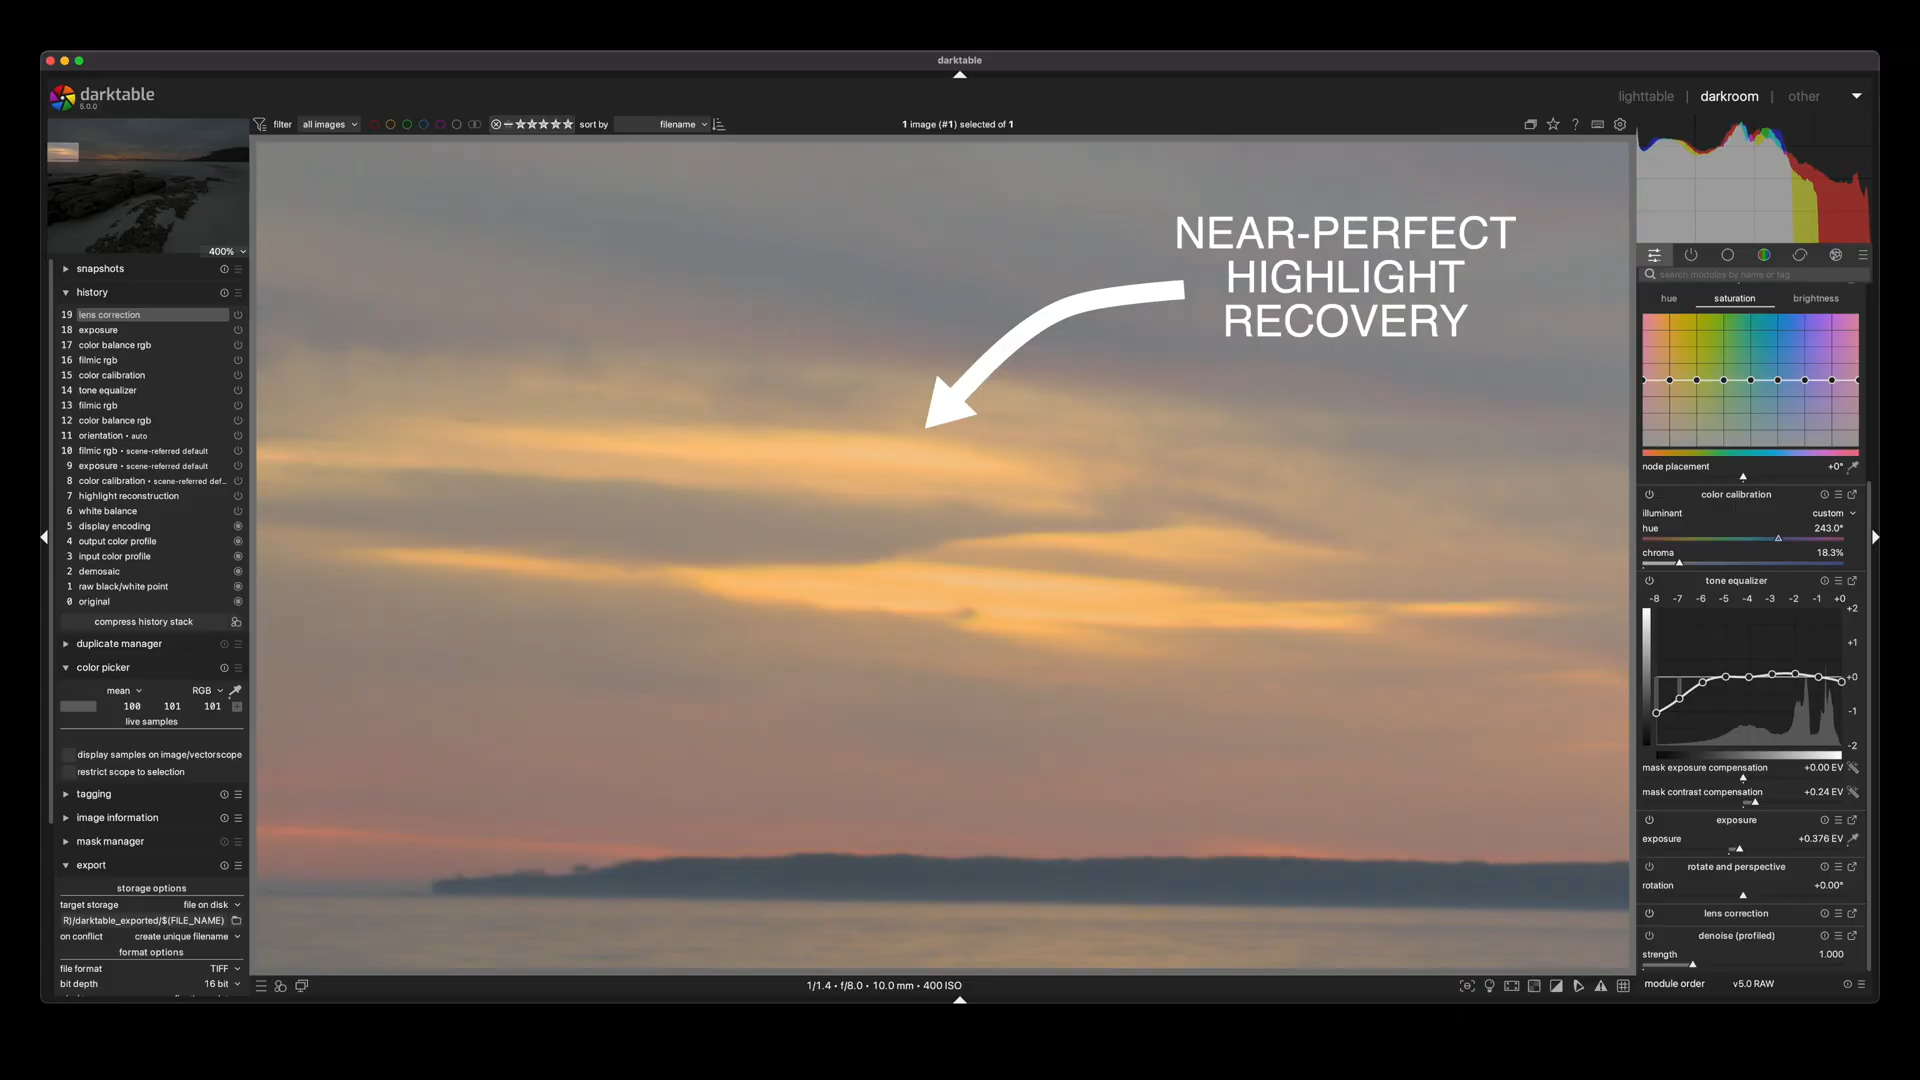 darktable
darktable
5.0.0
lighttable | darkroom | other
filter all images
sort by filename
1 image (#1) selected of 1
400%
snapshots
history
19 lens correction
18 exposure
17 color balance rgb
16 filmic rgb
15 color calibration
14 tone equalizer
13 filmic rgb
12 color balance rgb
11 orientation • auto
10 filmic rgb • scene-referred default
9 exposure • scene-referred default
8 color calibration • scene-referred def...
7 highlight reconstruction
6 white balance
5 display encoding
4 output color profile
3 input color profile
2 demosaic
1 raw black/white point
0 original
compress history stack
duplicate manager
color picker
mean RGB
100 101 101
live samples
display samples on image/vectorscope
restrict scope to selection
tagging
image information
mask manager
export
storage options
target storage file on disk
R)/darktable_exported/$(FILE_NAME)
on conflict create unique filename
format options
file format TIFF
bit depth 16 bit
NEAR-PERFECT
HIGHLIGHT
RECOVERY
1/1.4 • f/8.0 • 10.0 mm • 400 ISO
search modules by name or tag
hue saturation brightness
node placement +0°
color calibration
illuminant custom
hue 243.0°
chroma 18.3%
tone equalizer
-8 -7 -6 -5 -4 -3 -2 -1 +0
+2
+1
+0
-1
-2
mask exposure compensation +0.00 EV
mask contrast compensation +0.24 EV
exposure
exposure +0.376 EV
rotate and perspective
rotation +0.00°
lens correction
denoise (profiled)
strength 1.000
module order v5.0 RAW